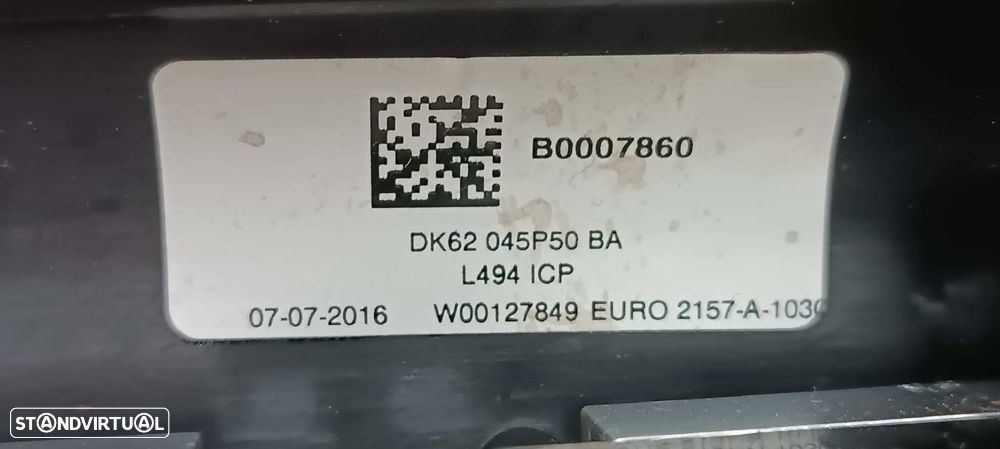 B0007860
DK62 045P50 BA
L494 ICP
07-07-2016 W00127849 EURO 2157-A-103
STANDVIRTUAL